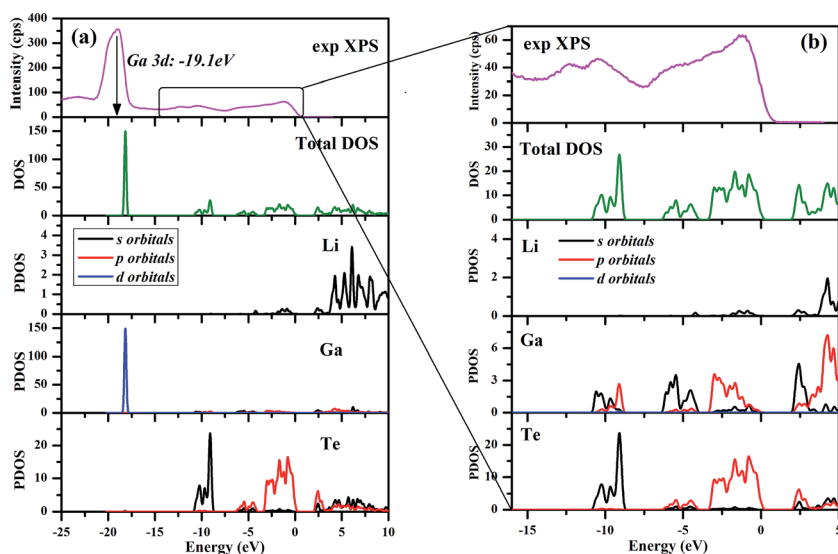 (a)
exp XPS
Ga 3d: -19.1eV
Intensity (cps)
400
300
200
100
0
Total DOS
DOS
150
100
50
0
Li
s orbitals
p orbitals
d orbitals
PDOS
4
3
2
1
0
Ga
PDOS
150
100
50
0
Te
PDOS
20
10
0
-25 -20 -15 -10 -5 0 5 10
Energy (eV)
(b)
exp XPS
Intensity (cps)
60
40
20
0
Total DOS
DOS
30
20
10
0
Li
s orbitals
p orbitals
d orbitals
PDOS
4
2
0
Ga
PDOS
6
3
0
Te
PDOS
20
10
0
-15 -10 -5 0 5
Energy (eV)